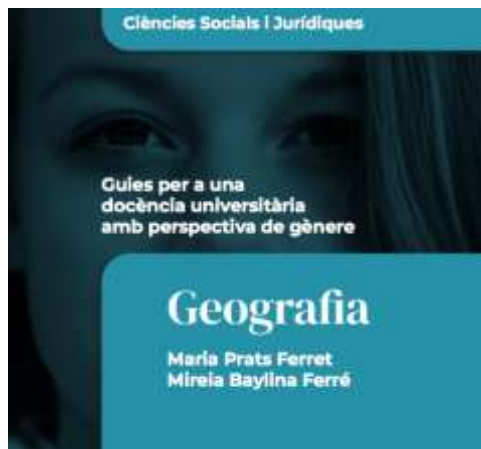 Ciències Socials i Jurídiques
Guies per a una
docència universitària
amb perspectiva de gènere
Geografia
Maria Prats Ferret
Mireia Baylina Ferré